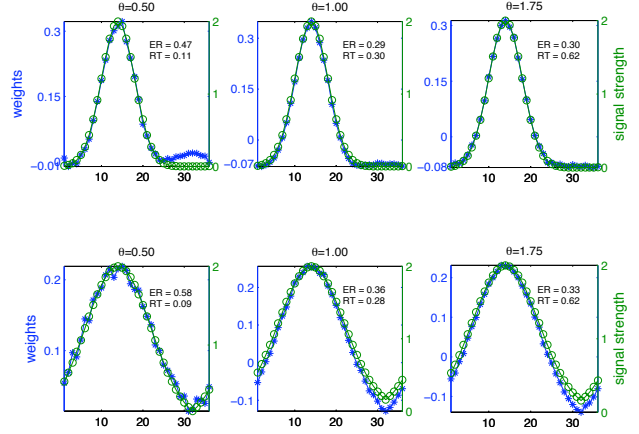 θ=0.50 θ=1.00 θ=1.75
0.3 2 0.3 2 0.3 2
ER = 0.47 ER = 0.29 ER = 0.30
RT = 0.11 RT = 0.30 RT = 0.62
weights 0.15 1 0.15 1 0.15 1 signal strength
0 0
-0.01 0 -0.07 0 -0.08 0
10 20 30 10 20 30 10 20 30
θ=0.50 θ=1.00 θ=1.75
2 2 2
0.2 0.2 0.2
ER = 0.58 ER = 0.36 ER = 0.33
RT = 0.09 RT = 0.28 RT = 0.62
weights 0.1 1 0.1 1 0.1 1 signal strength
0 0
-0.1 -0.1
0 0 0
10 20 30 10 20 30 10 20 30